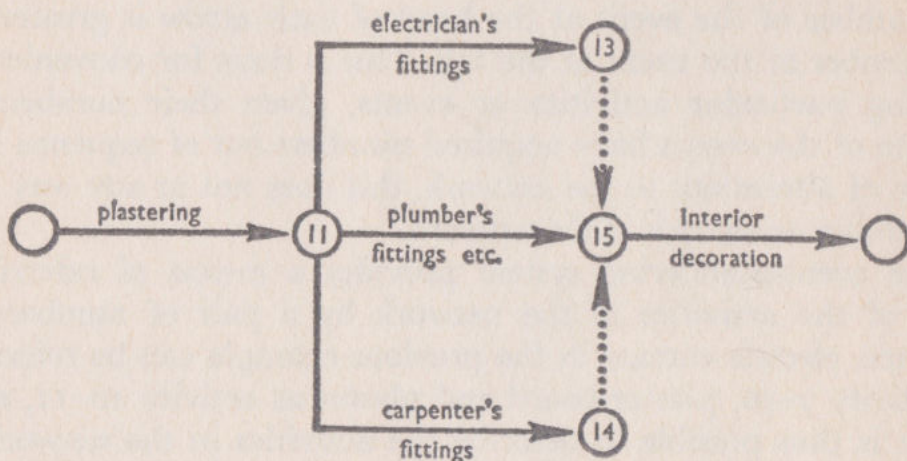 electrician's
fittings
13
plastering
11
plumber's
fittings etc.
15
interior
decoration
carpenter's
fittings
14